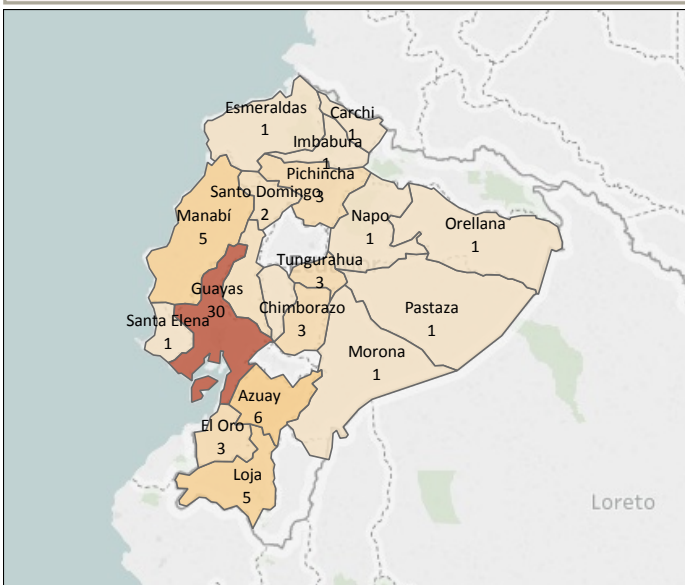 Esmeraldas
1
Carchi
1
Imbabura
1
Pichincha
3
Santo Domingo
2
Manabí
5
Napo
1
Orellana
1
Tungurahua
3
Guayas
30
Chimborazo
3
Pastaza
1
Santa Elena
1
Morona
1
Azuay
6
El Oro
3
Loja
5
Loreto